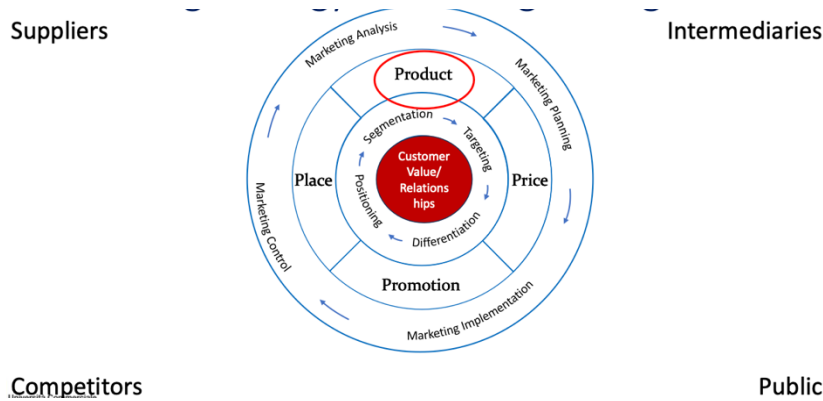 Suppliers
Intermediaries
Marketing Analysis
Marketing Planning
Product
Segmentation
Targeting
Customer
Value/
Relations
hips
Place
Price
Positioning
Differentiation
Marketing Control
Promotion
Marketing Implementation
Competitors
Public